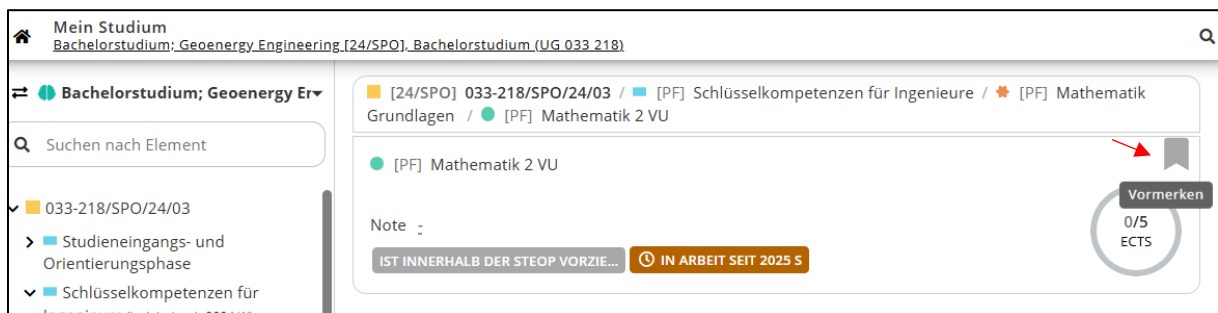 Mein Studium
Bachelorstudium; Geoenergy Engineering [24/SPO], Bachelorstudium (UG 033 218)
Bachelorstudium; Geoenergy Er
Suchen nach Element
033-218/SPO/24/03
Studieneingangs- und
Orientierungsphase
Schlüsselkompetenzen für
[24/SPO] 033-218/SPO/24/03 / [PF] Schlüsselkompetenzen für Ingenieure / [PF] Mathematik
Grundlagen / [PF] Mathematik 2 VU
[PF] Mathematik 2 VU
Vormerken
Note -
0/5
ECTS
IST INNERHALB DER STEOP VORZIE...
IN ARBEIT SEIT 2025 S